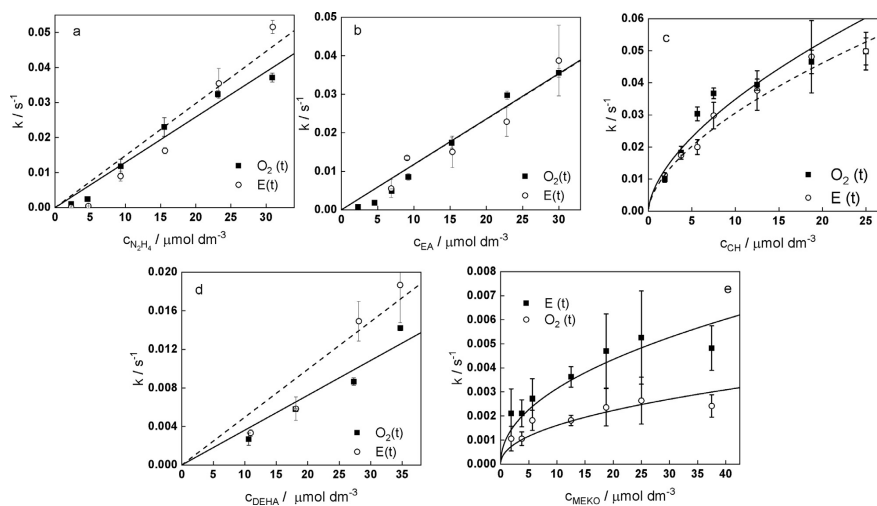 a
k / s⁻¹
0.05
0.04
0.03
0.02
0.01
0.00
0 5 10 15 20 25 30
O₂ (t)
E(t)
c_N₂H₄ / μmol dm⁻³
b
k / s⁻¹
0.05
0.04
0.03
0.02
0.01
0.00
0 5 10 15 20 25 30
O₂(t)
E(t)
c_EA / μmol dm⁻³
c
k / s⁻¹
0.06
0.05
0.04
0.03
0.02
0.01
0.00
0 5 10 15 20 25
O₂ (t)
E (t)
c_CH / μmol dm⁻³
d
k / s⁻¹
0.020
0.016
0.012
0.008
0.004
0.000
0 5 10 15 20 25 30 35
O₂(t)
E(t)
c_DEHA / μmol dm⁻³
e
k / s⁻¹
0.008
0.007
0.006
0.005
0.004
0.003
0.002
0.001
0.000
0 5 10 15 20 25 30 35 40
E (t)
O₂ (t)
c_MEKO / μmol dm⁻³